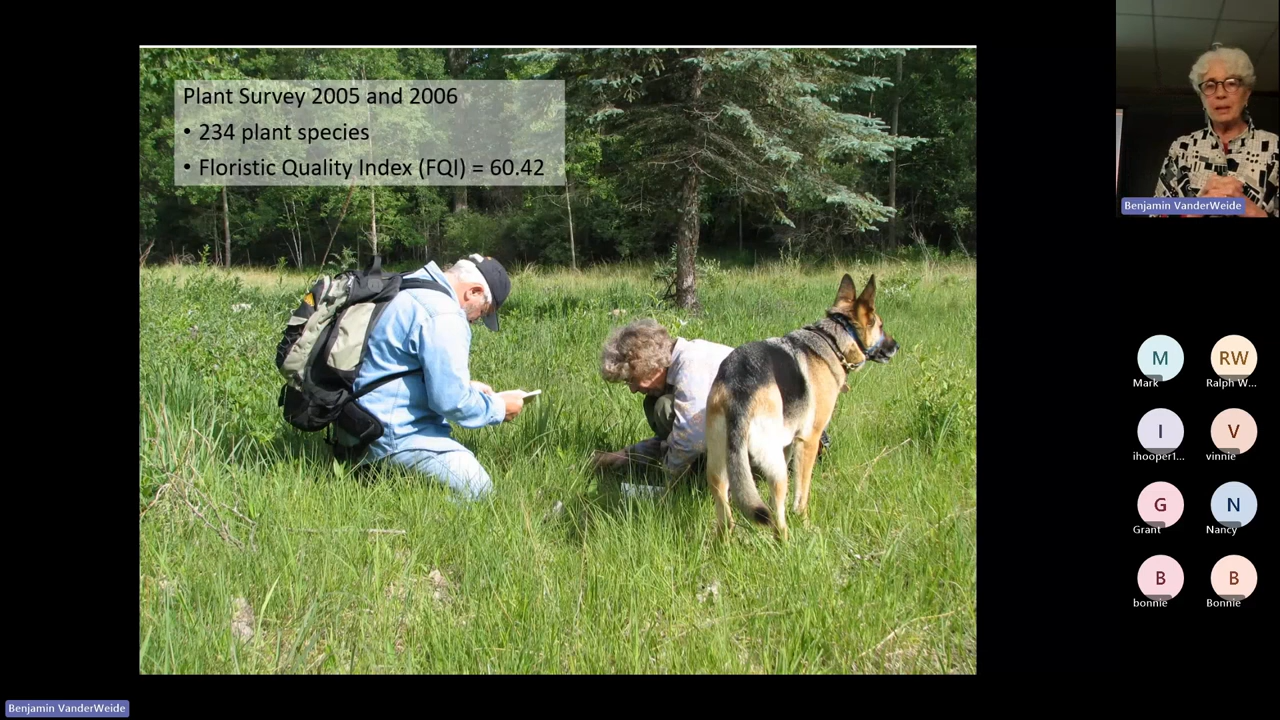 Plant Survey 2005 and 2006
• 234 plant species
• Floristic Quality Index (FQI) = 60.42
Benjamin VanderWeide
M
RW
Mark
Ralph W...
I
V
ihooper1...
vinnie
G
N
Grant
Nancy
B
B
bonnie
Bonnie
Benjamin VanderWeide